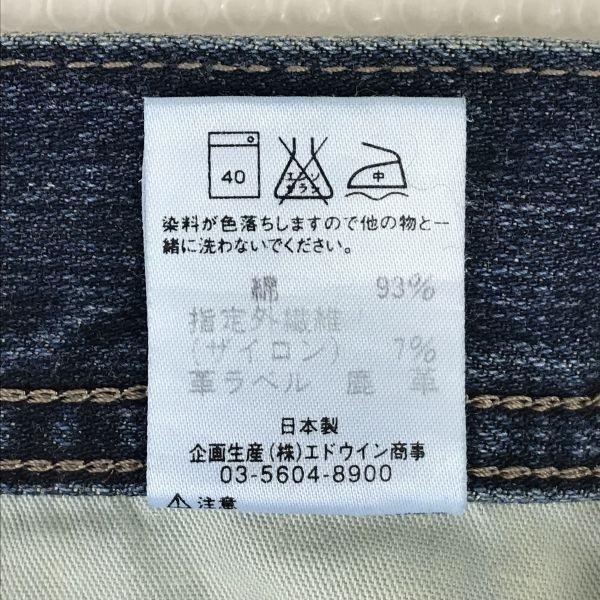 40
エンソ
サラシ
中
染料が色落ちしますので他の物と一
緒に洗わないでください。
綿 93%
指定外繊維
(ザイロン) 7%
革ラベル 鹿 革
日本製
企画生産(株)エドウイン商事
03-5604-8900
注意